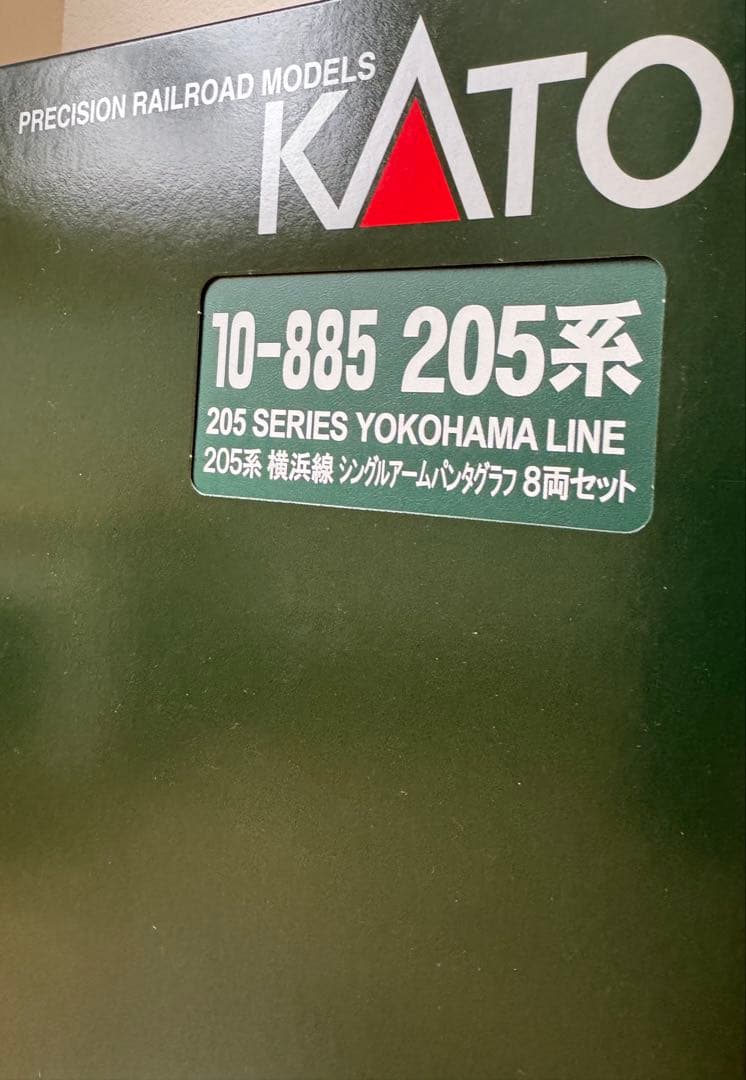 PRECISION RAILROAD MODELS
KATO
10-885 205系
205 SERIES YOKOHAMA LINE
205系 横浜線 シングルアームパンタグラフ 8両セット